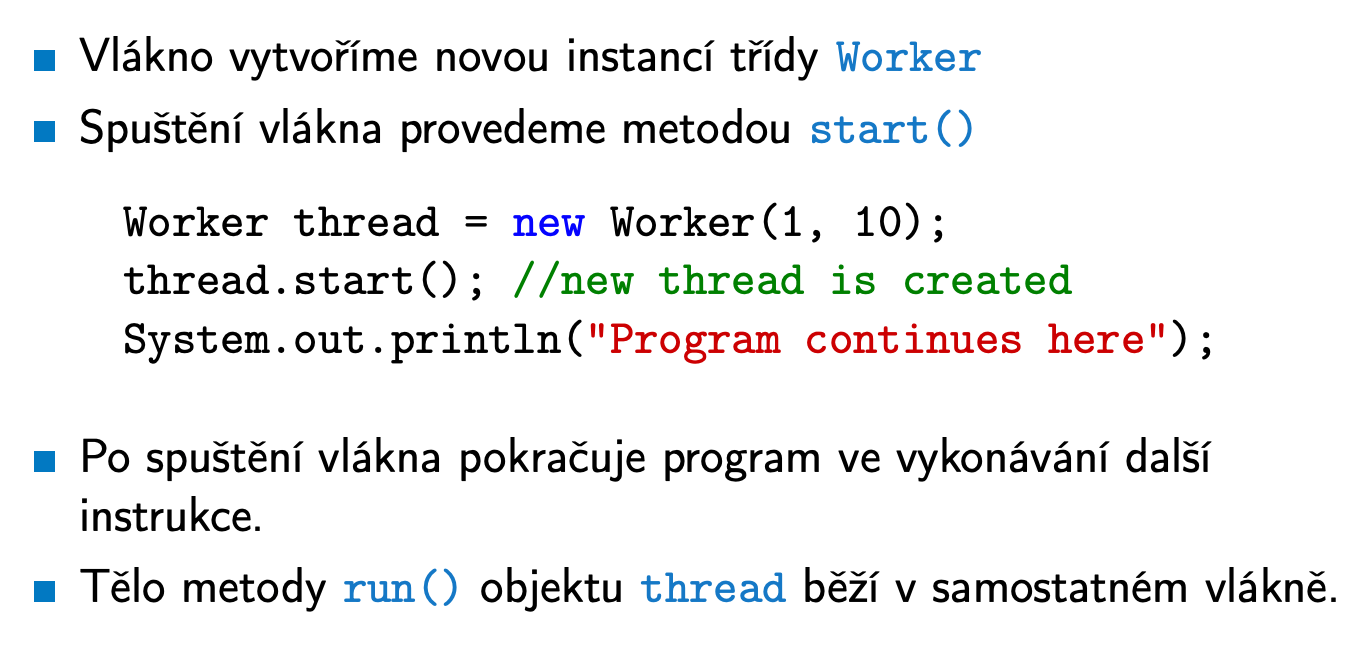 Vlákno vytvoříme novou instancí třídy Worker
Spuštění vlákna provedeme metodou start()
Worker thread = new Worker(1, 10);
thread.start(); //new thread is created
System.out.println("Program continues here");
Po spuštění vlákna pokračuje program ve vykonávání další
instrukce.
Tělo metody run() objektu thread běží v samostatném vlákně.